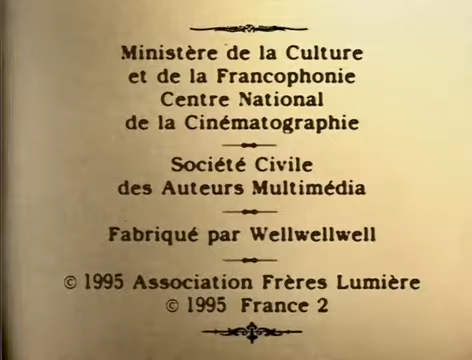 Ministère de la Culture
et de la Francophonie
Centre National
de la Cinématographie
Société Civile
des Auteurs Multimédia
Fabriqué par Wellwellwell
© 1995 Association Frères Lumière
© 1995 France 2